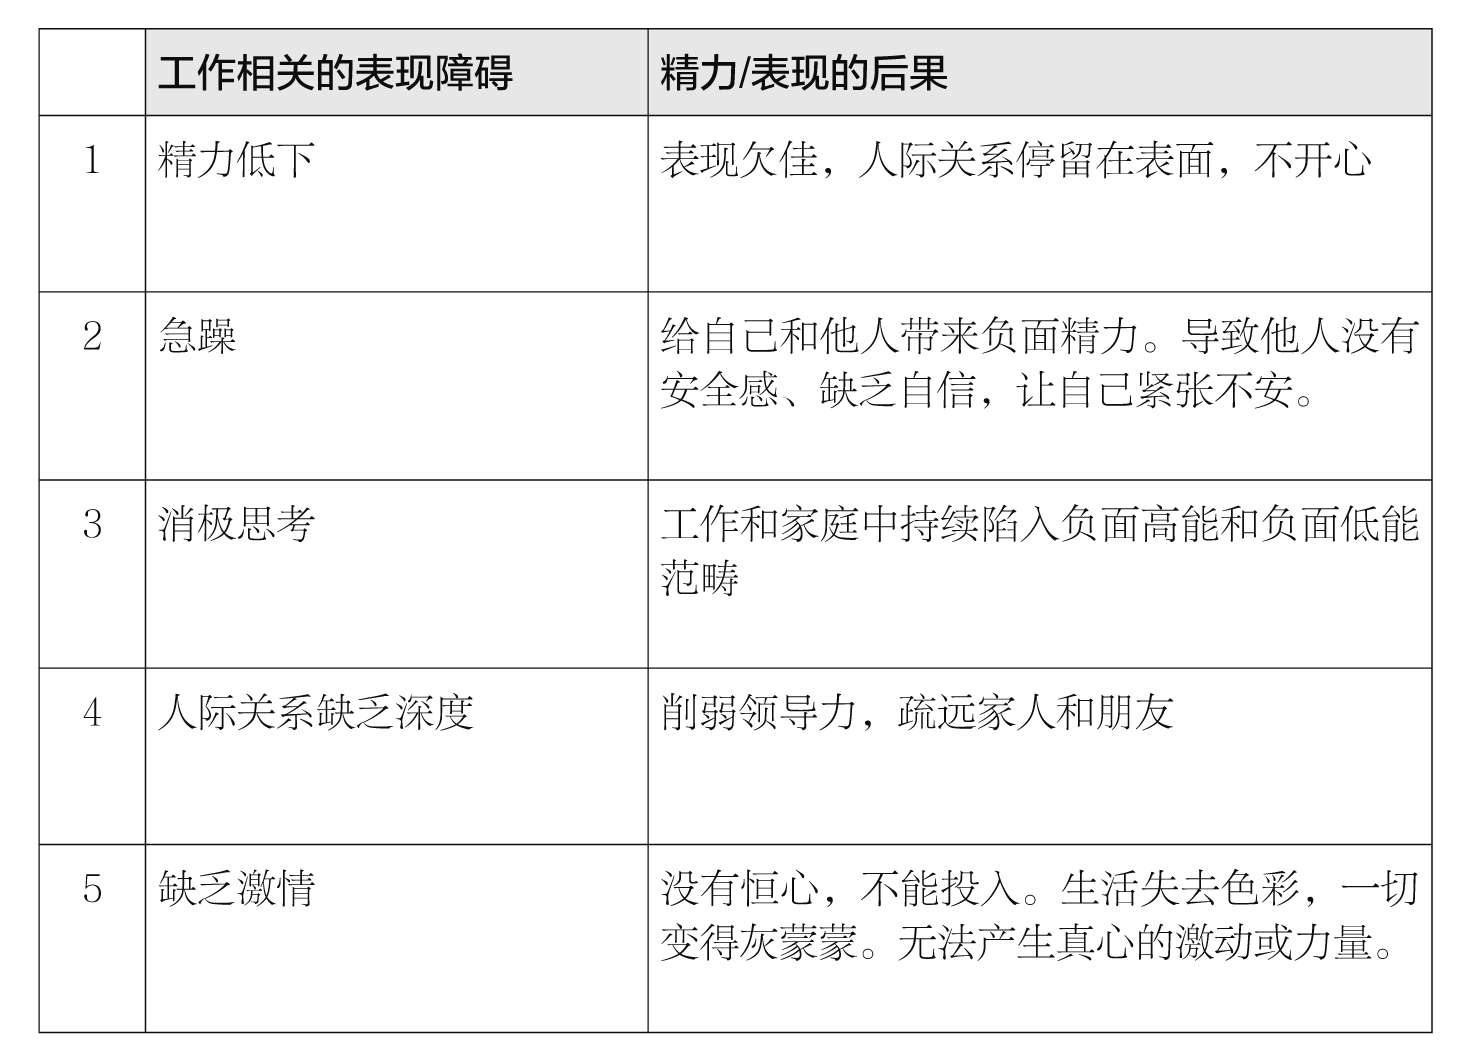 工作相关的表现障碍 精力/表现的后果
1 精力低下 表现欠佳，人际关系停留在表面，不开心
2 急躁 给自己和他人带来负面精力。导致他人没有
安全感、缺乏自信，让自己紧张不安。
3 消极思考 工作和家庭中持续陷入负面高能和负面低能
范畴
4 人际关系缺乏深度 削弱领导力，疏远家人和朋友
5 缺乏激情 没有恒心，不能投入。生活失去色彩，一切
变得灰蒙蒙。无法产生真心的激动或力量。